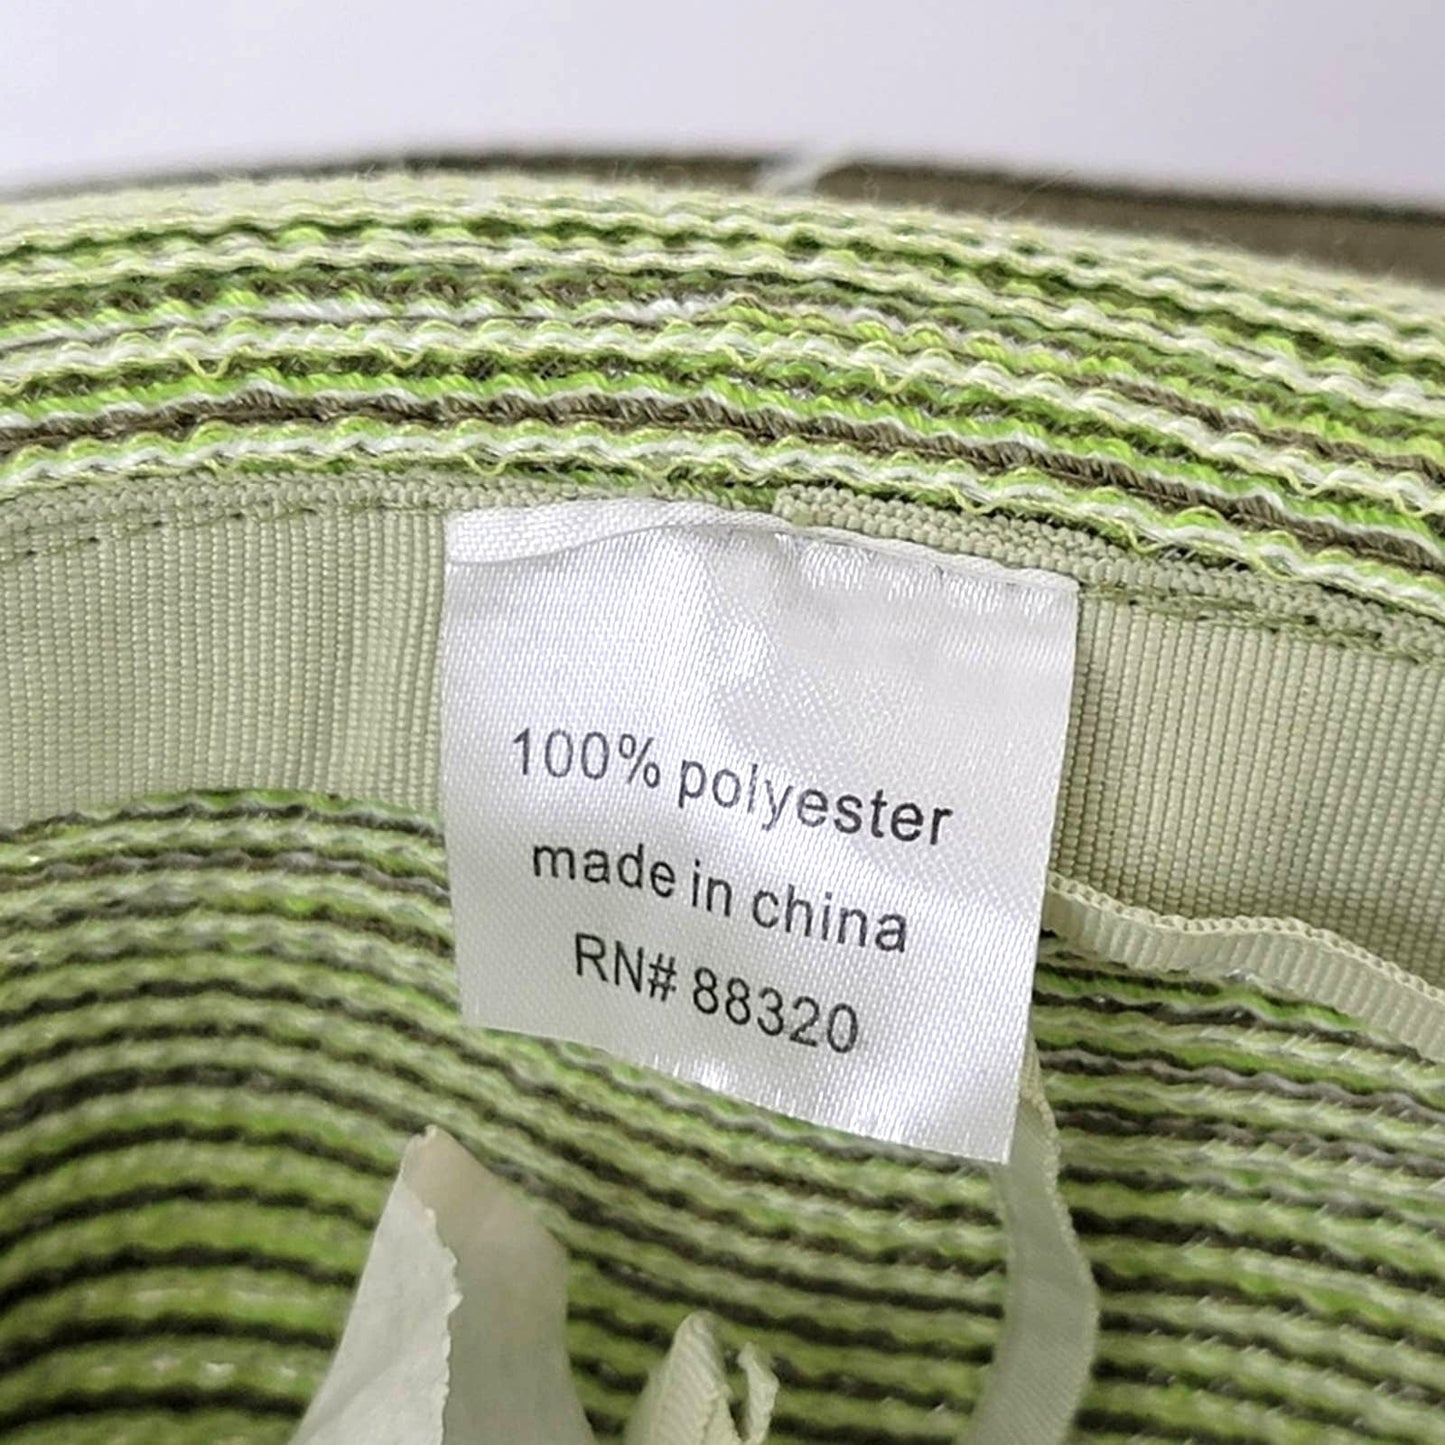 100% polyester
made in china
RN# 88320